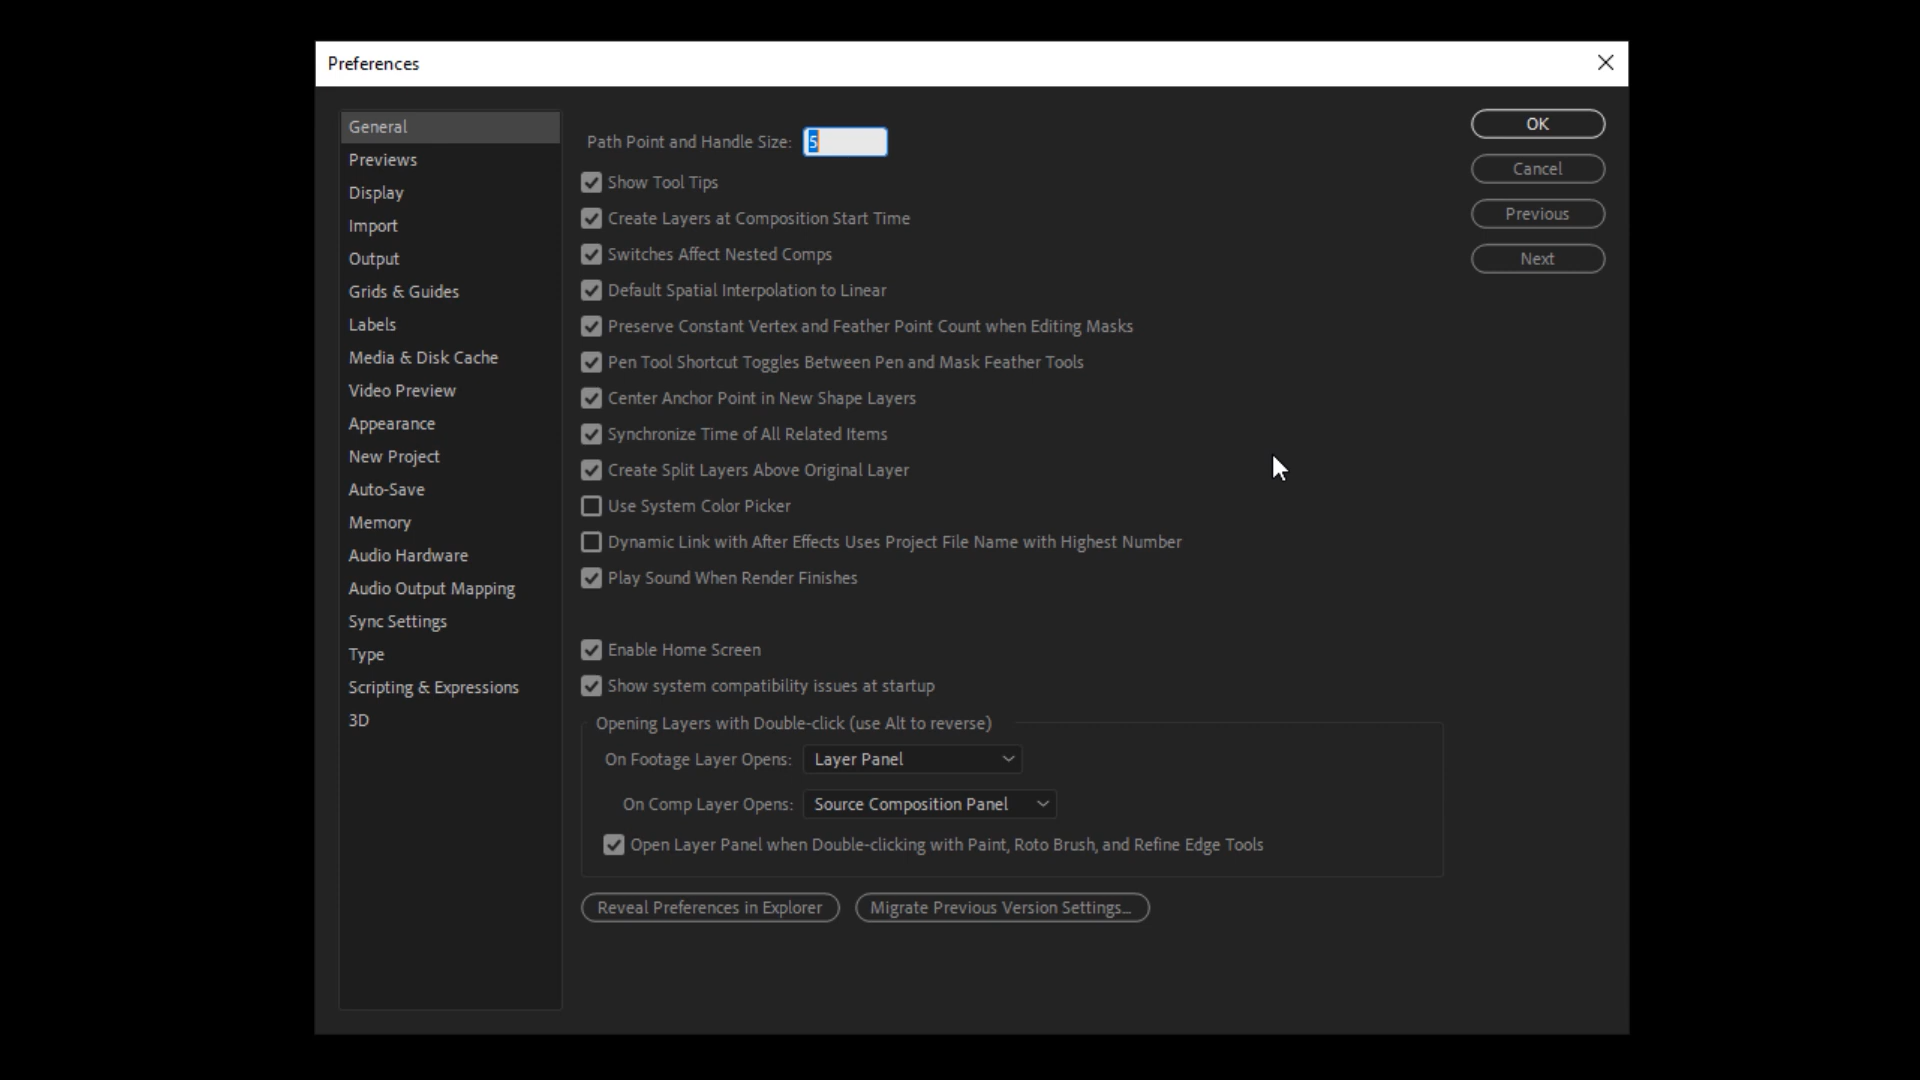 Preferences
General
Previews
Display
Import
Output
Grids & Guides
Labels
Media & Disk Cache
Video Preview
Appearance
New Project
Auto-Save
Memory
Audio Hardware
Audio Output Mapping
Sync Settings
Type
Scripting & Expressions
3D
Path Point and Handle Size: 5
Show Tool Tips
Create Layers at Composition Start Time
Switches Affect Nested Comps
Default Spatial Interpolation to Linear
Preserve Constant Vertex and Feather Point Count when Editing Masks
Pen Tool Shortcut Toggles Between Pen and Mask Feather Tools
Center Anchor Point in New Shape Layers
Synchronize Time of All Related Items
Create Split Layers Above Original Layer
Use System Color Picker
Dynamic Link with After Effects Uses Project File Name with Highest Number
Play Sound When Render Finishes
Enable Home Screen
Show system compatibility issues at startup
Opening Layers with Double-click (use Alt to reverse)
On Footage Layer Opens: Layer Panel
On Comp Layer Opens: Source Composition Panel
Open Layer Panel when Double-clicking with Paint, Roto Brush, and Refine Edge Tools
Reveal Preferences in Explorer
Migrate Previous Version Settings...
OK
Cancel
Previous
Next